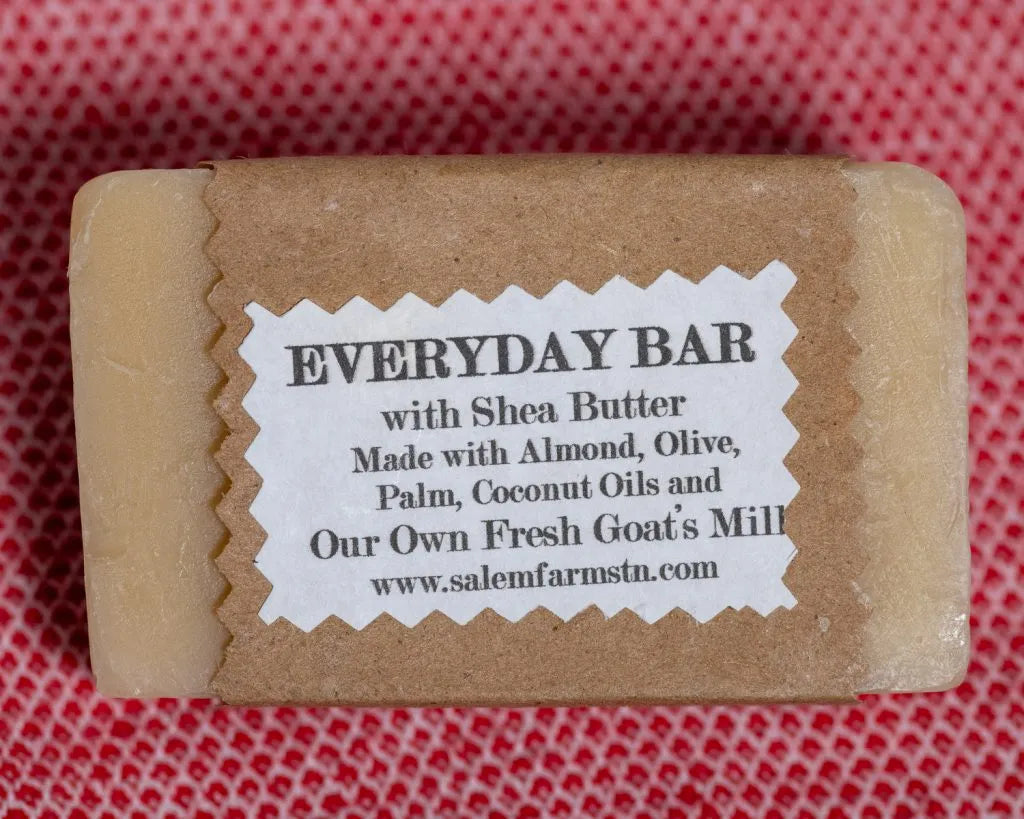 EVERYDAY BAR
with Shea Butter
Made with Almond, Olive,
Palm, Coconut Oils and
Our Own Fresh Goat's Mil
www.salemfarmstn.com